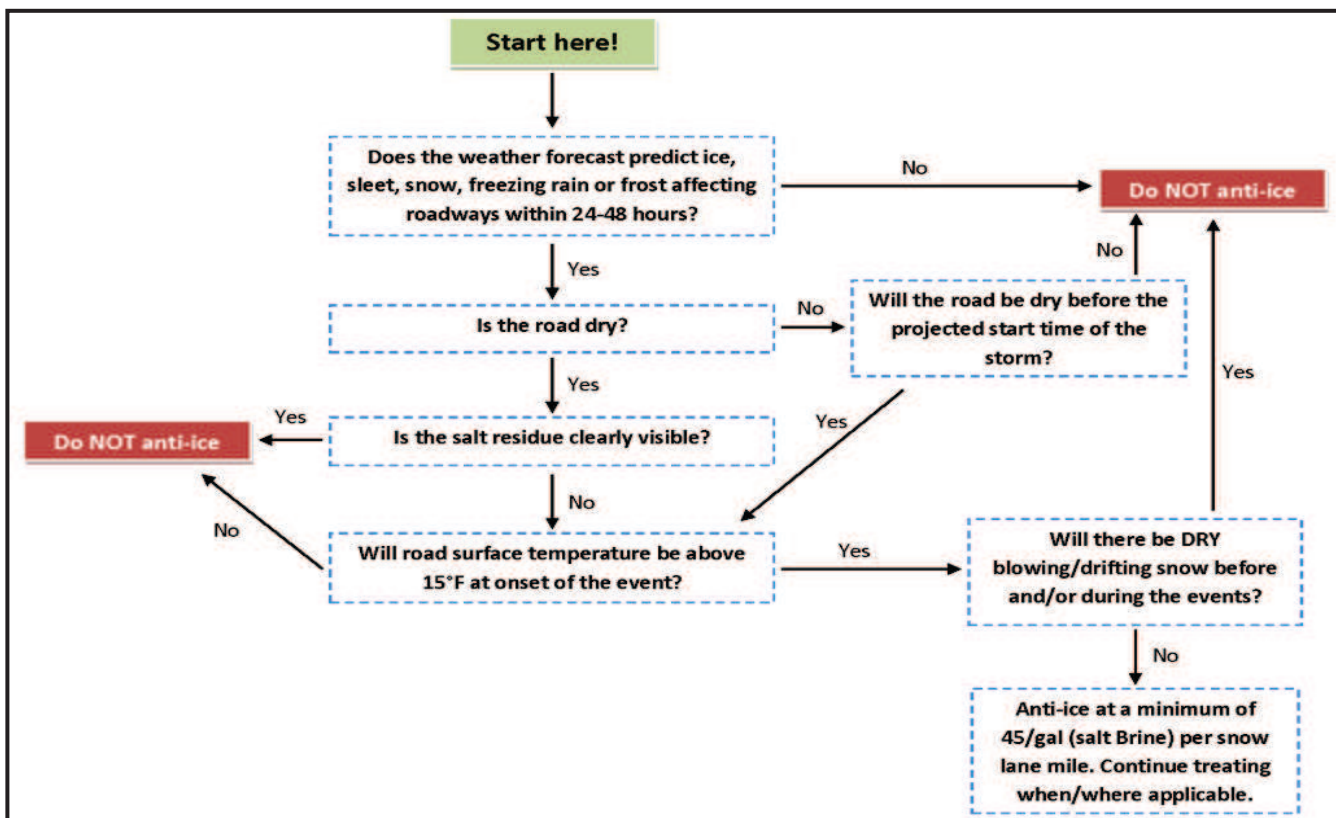 Start here!
Does the weather forecast predict ice,
sleet, snow, freezing rain or frost affecting
roadways within 24-48 hours?
No
Do NOT anti-ice
Yes
No
Is the road dry?
No
Will the road be dry before the
projected start time of the
storm?
Yes
Yes
Yes
Do NOT anti-ice
Yes
Is the salt residue clearly visible?
No
No
Will road surface temperature be above
15°F at onset of the event?
Yes
Will there be DRY
blowing/drifting snow before
and/or during the events?
No
Anti-ice at a minimum of
45/gal (salt Brine) per snow
lane mile. Continue treating
when/where applicable.